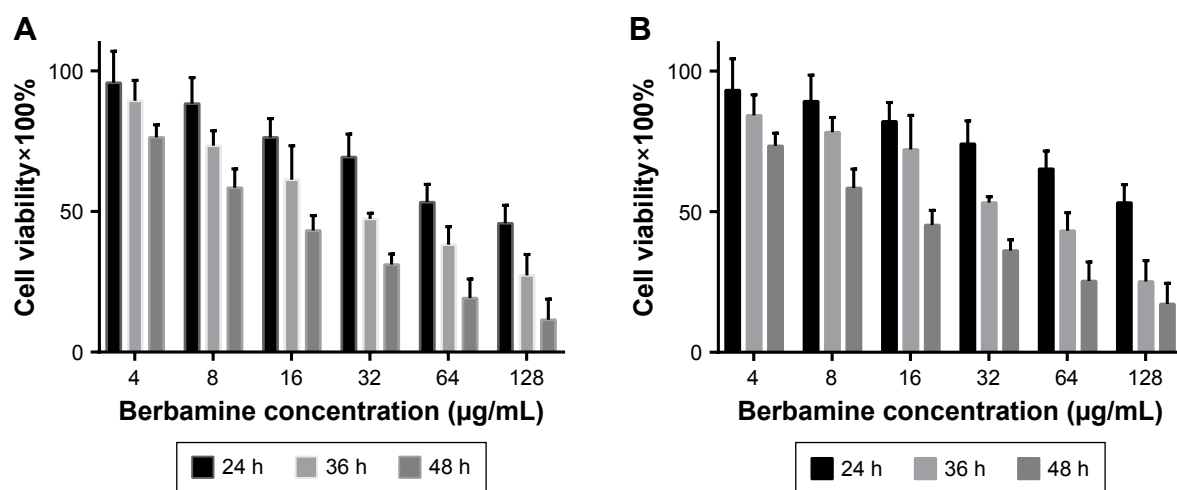 A
Cell viability×100%
100
50
0
4 8 16 32 64 128
Berbamine concentration (µg/mL)
24 h 36 h 48 h
B
Cell viability×100%
100
50
0
4 8 16 32 64 128
Berbamine concentration (µg/mL)
24 h 36 h 48 h